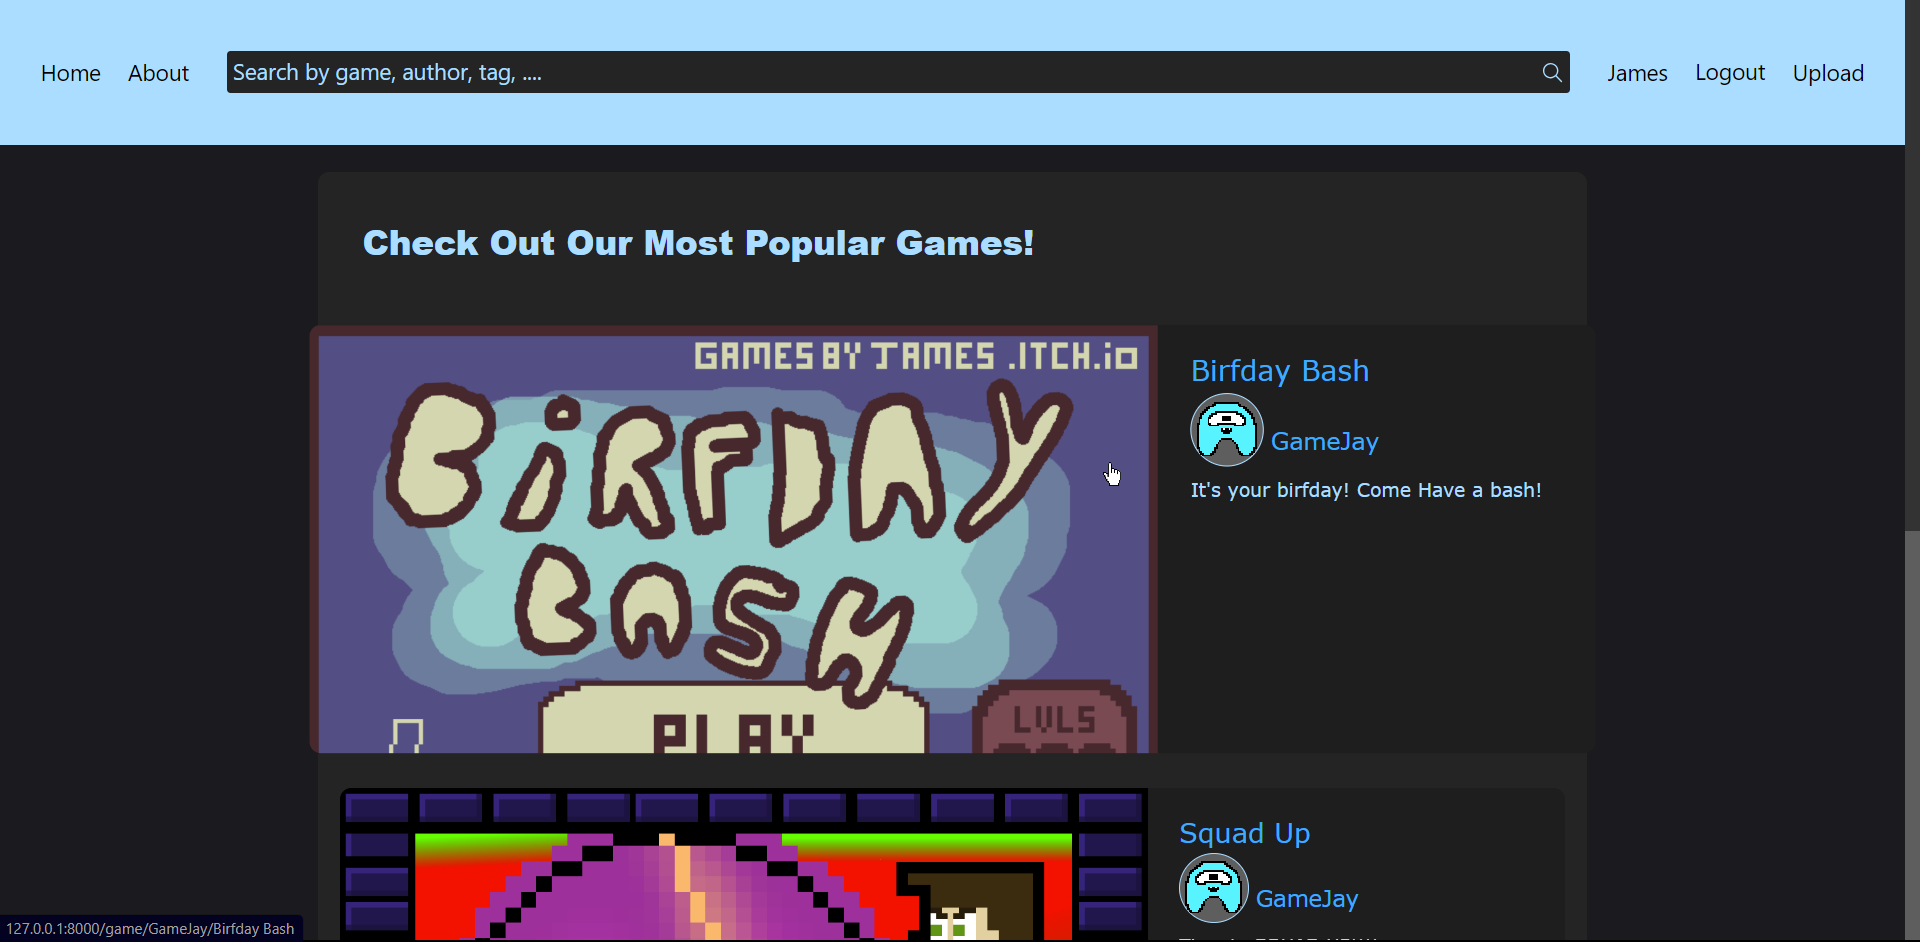 Home About Search by game, author, tag, .... James Logout Upload
Check Out Our Most Popular Games!
GAMES BY JAMES .ITCH.io
BiRFDAY
BASH
PLAY
LVLS
Birfday Bash
GameJay
It's your birfday! Come Have a bash!
Squad Up
GameJay
127.0.0.1:8000/game/GameJay/Birfday Bash